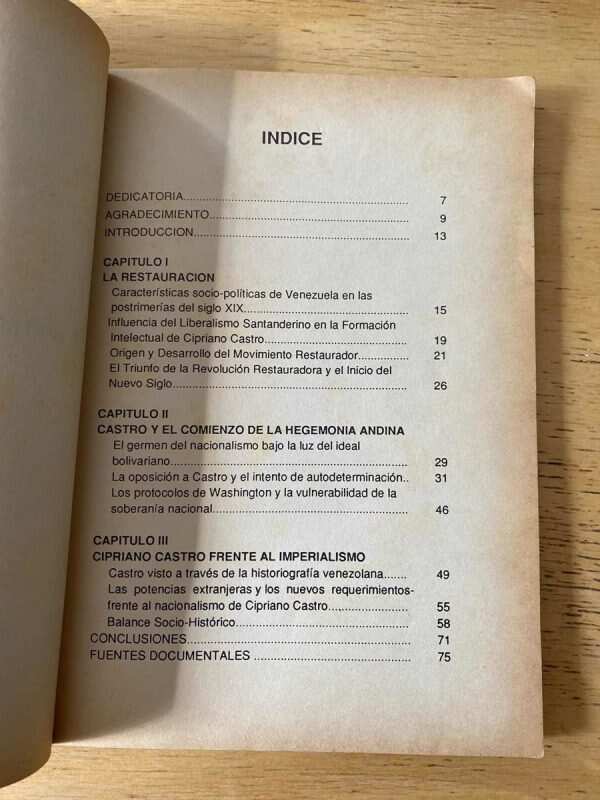 INDICE
DEDICATORIA........................................................ 7
AGRADECIMIENTO.................................................. 9
INTRODUCCION...................................................... 13
CAPITULO I
LA RESTAURACION
Características socio-políticas de Venezuela en las
postrimerías del siglo XIX......................................... 15
Influencia del Liberalismo Santanderino en la Formación
Intelectual de Cipriano Castro.................................... 19
Origen y Desarrollo del Movimiento Restaurador............. 21
El Triunfo de la Revolución Restauradora y el Inicio del
Nuevo Siglo.......................................................... 26
CAPITULO II
CASTRO Y EL COMIENZO DE LA HEGEMONIA ANDINA
El germen del nacionalismo bajo la luz del ideal
bolivariano........................................................... 29
La oposición a Castro y el intento de autodeterminación.. 31
Los protocolos de Washington y la vulnerabilidad de la
soberanía nacional................................................. 46
CAPITULO III
CIPRIANO CASTRO FRENTE AL IMPERIALISMO
Castro visto a través de la historiografía venezolana....... 49
Las potencias extranjeras y los nuevos requerimientos-
frente al nacionalismo de Cipriano Castro.................... 55
Balance Socio-Histórico........................................... 58
CONCLUSIONES....................................................... 71
FUENTES DOCUMENTALES ....................................... 75